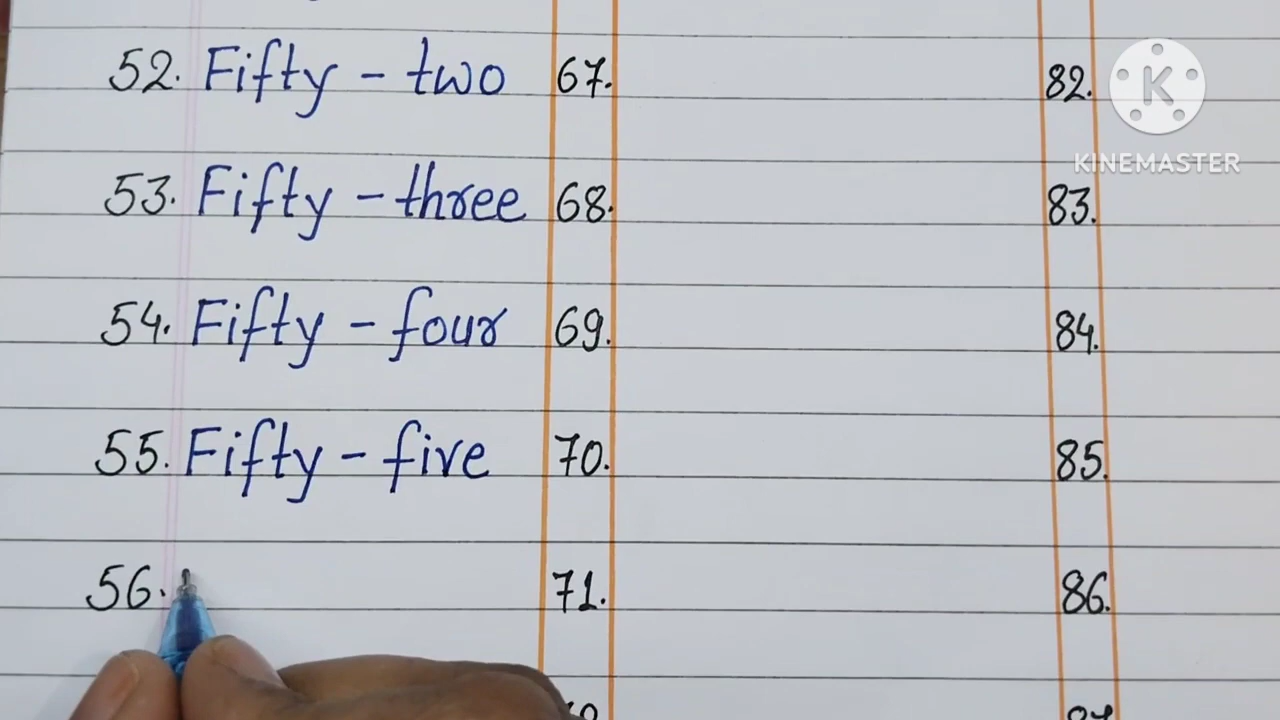 52. Fifty - two 67. 82.
53. Fifty - three 68. 83.
54. Fifty - four 69. 84.
55. Fifty - five 70. 85.
56. 71. 86.
K
KINEMASTER